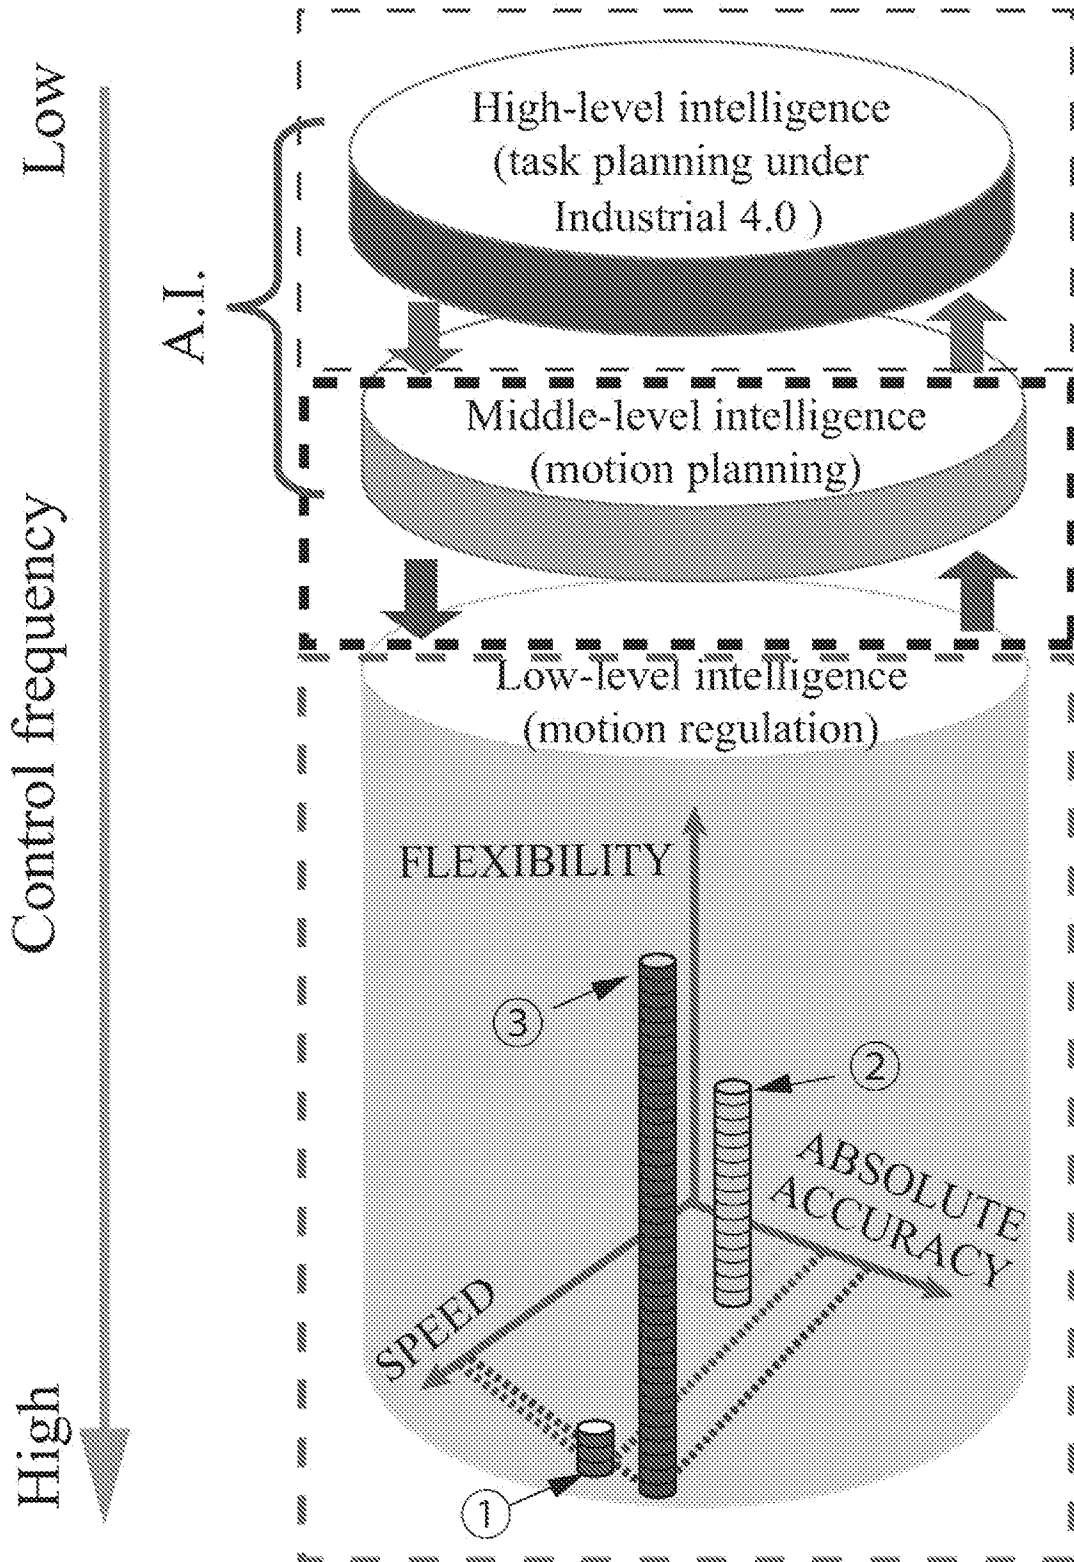 Low
High-level intelligence
(task planning under
Industrial 4.0 )
A.I.
Middle-level intelligence
(motion planning)
Control frequency
Low-level intelligence
(motion regulation)
FLEXIBILITY
③
②
ABSOLUTE
ACCURACY
SPEED
High
①